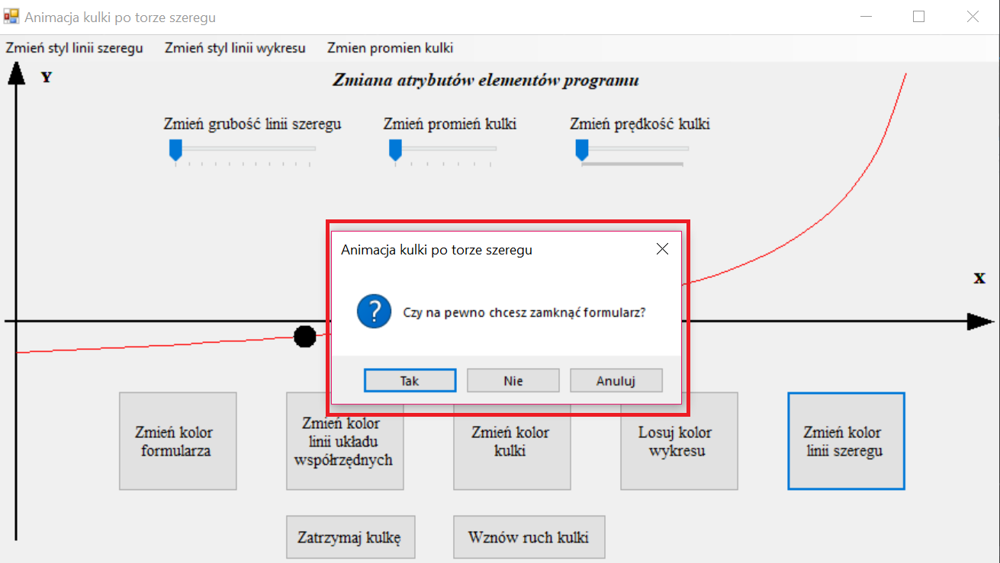 Animacja kulki po torze szeregu
Zmień styl linii szeregu Zmień styl linii wykresu Zmien promien kulki
Y
Zmiana atrybutów elementów programu
Zmień grubość linii szeregu Zmień promień kulki Zmień prędkość kulki
Animacja kulki po torze szeregu
X
?
Czy na pewno chcesz zamknąć formularz?
Tak Nie Anuluj
Zmień kolor
formularza
Zmień kolor
linii układu
współrzędnych
Zmień kolor
kulki
Losuj kolor
wykresu
Zmień kolor
linii szeregu
Zatrzymaj kulkę
Wznów ruch kulki